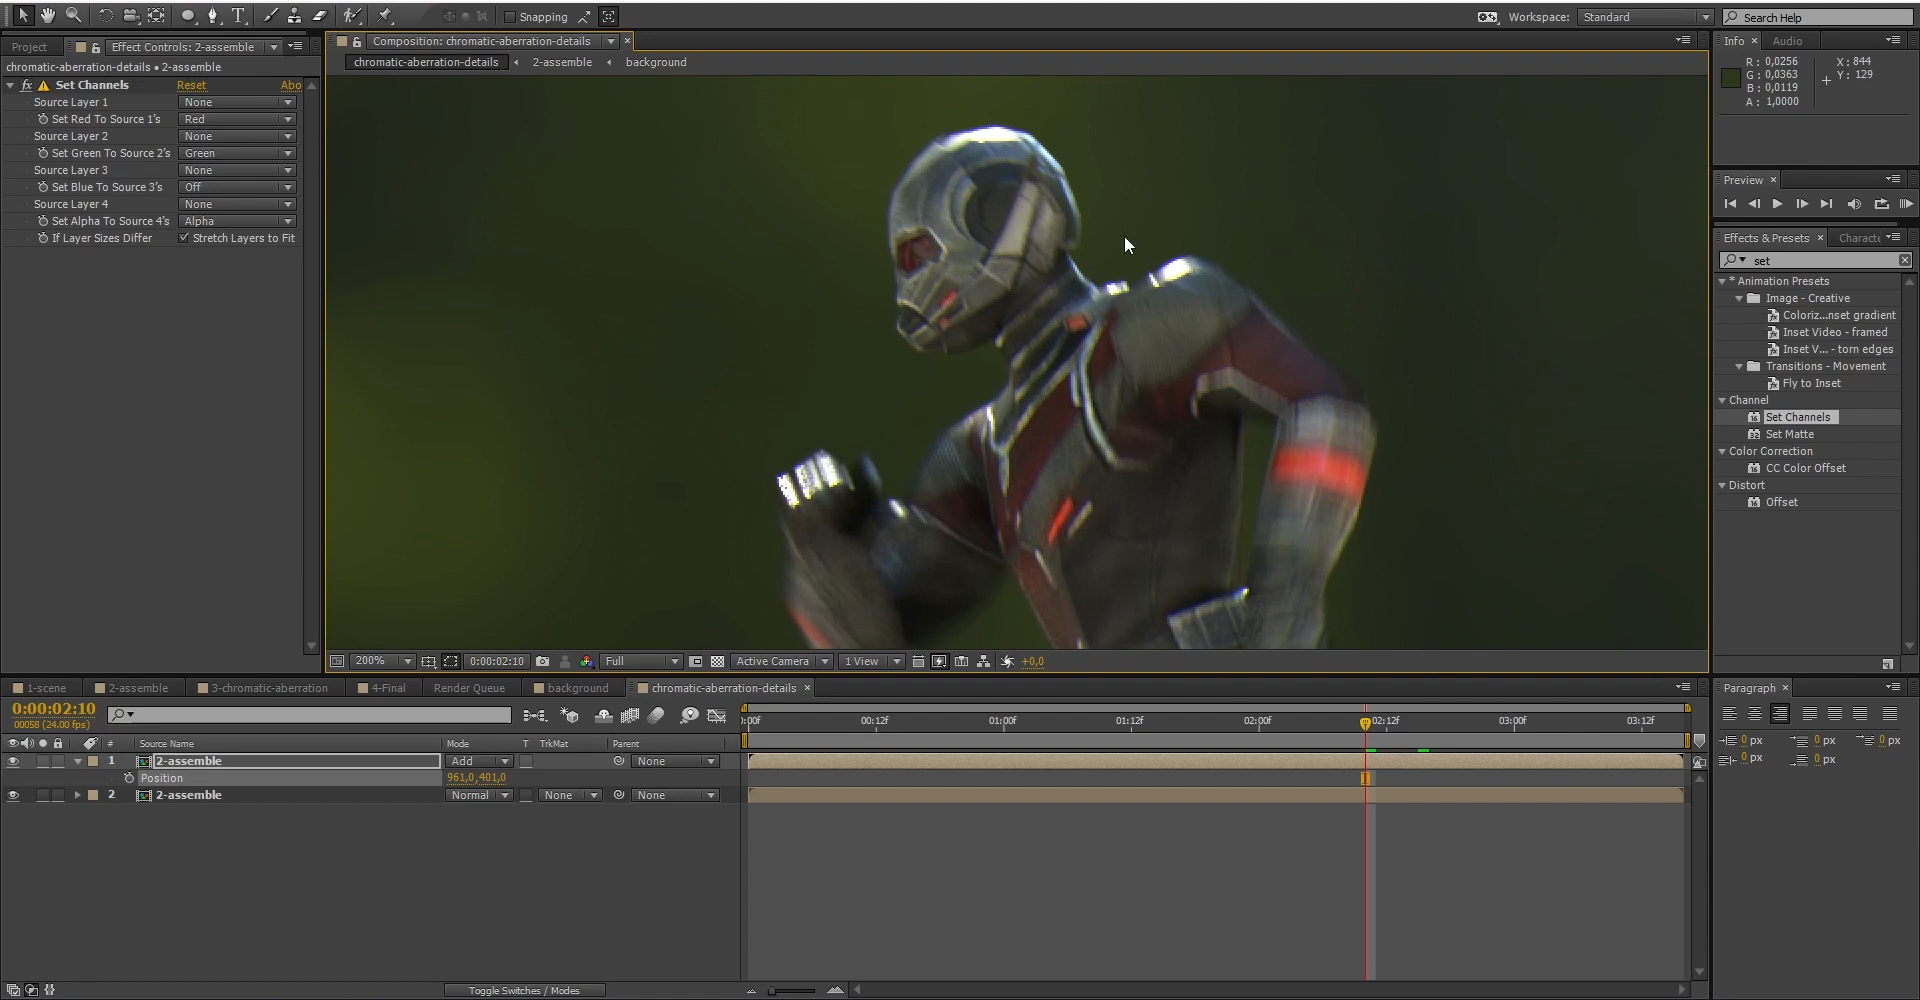 Snapping
Workspace: Standard
Search Help
Project
Effect Controls: 2-assemble
Composition: chromatic-aberration-details
Info
Audio
chromatic-aberration-details • 2-assemble
chromatic-aberration-details
2-assemble
background
fx Set Channels Reset Abo
Source Layer 1 None
Set Red To Source 1's Red
Source Layer 2 None
Set Green To Source 2's Green
Source Layer 3 None
Set Blue To Source 3's Off
Source Layer 4 None
Set Alpha To Source 4's Alpha
If Layer Sizes Differ Stretch Layers to Fit
R: 0,0256
G: 0,0363
B: 0,0119
A: 1,0000
X: 844
Y: 129
Preview
Effects & Presets
Characte
set
* Animation Presets
Image - Creative
Coloriz...nset gradient
Inset Video - framed
Inset V... - torn edges
Transitions - Movement
Fly to Inset
Channel
Set Channels
Set Matte
Color Correction
CC Color Offset
Distort
Offset
200% 0:00:02:10 Full Active Camera 1 View +0,0
1-scene
2-assemble
3-chromatic-aberration
4-Final
Render Queue
background
chromatic-aberration-details
Paragraph
0:00:02:10
00058 (24.00 fps)
):00f 00:12f 01:00f 01:12f 02:00f 02:12f 03:00f 03:12f
# Source Name Mode T TrkMat Parent
1 2-assemble Add None
Position 961,0,401,0
2 2-assemble Normal None None
0 px 0 px 0 px
0 px 0 px
Toggle Switches / Modes